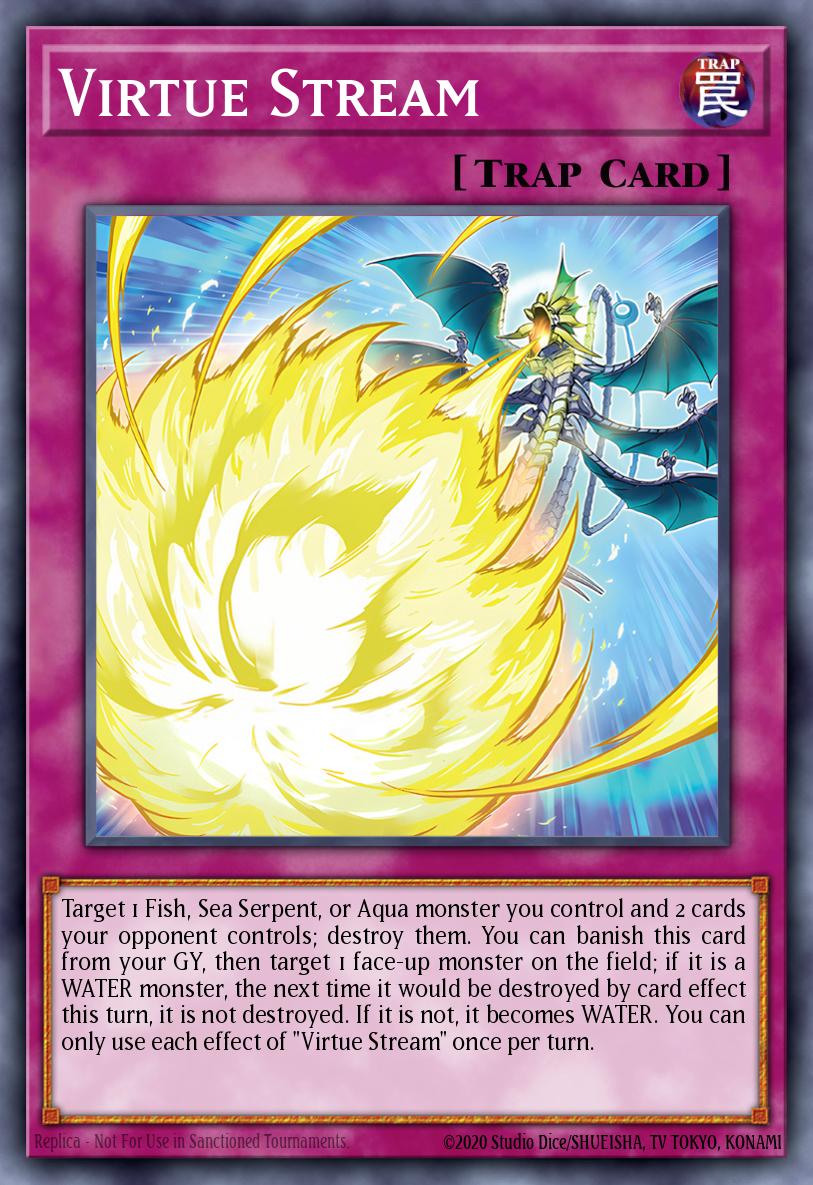 Virtue Stream
TRAP
罠
[Trap Card]
Target 1 Fish, Sea Serpent, or Aqua monster you control and 2 cards
your opponent controls; destroy them. You can banish this card
from your GY, then target 1 face-up monster on the field; if it is a
WATER monster, the next time it would be destroyed by card effect
this turn, it is not destroyed. If it is not, it becomes WATER. You can
only use each effect of "Virtue Stream" once per turn.
Replica - Not For Use in Sanctioned Tournaments.
©2020 Studio Dice/SHUEISHA, TV TOKYO, KONAMI